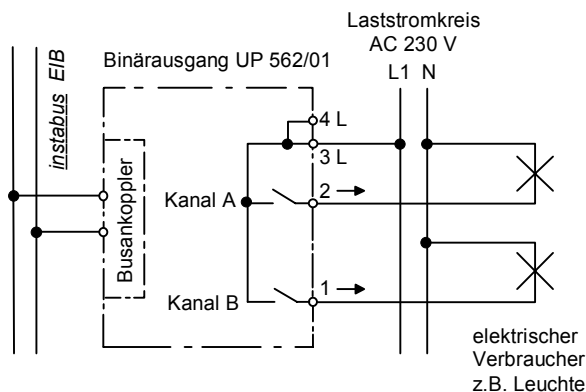 Laststromkreis
AC 230 V
L1 N
Binärausgang UP 562/01
instabus EIB
Busankoppler
4 L
3 L
Kanal A
2
Kanal B
1
elektrischer
Verbraucher
z.B. Leuchte